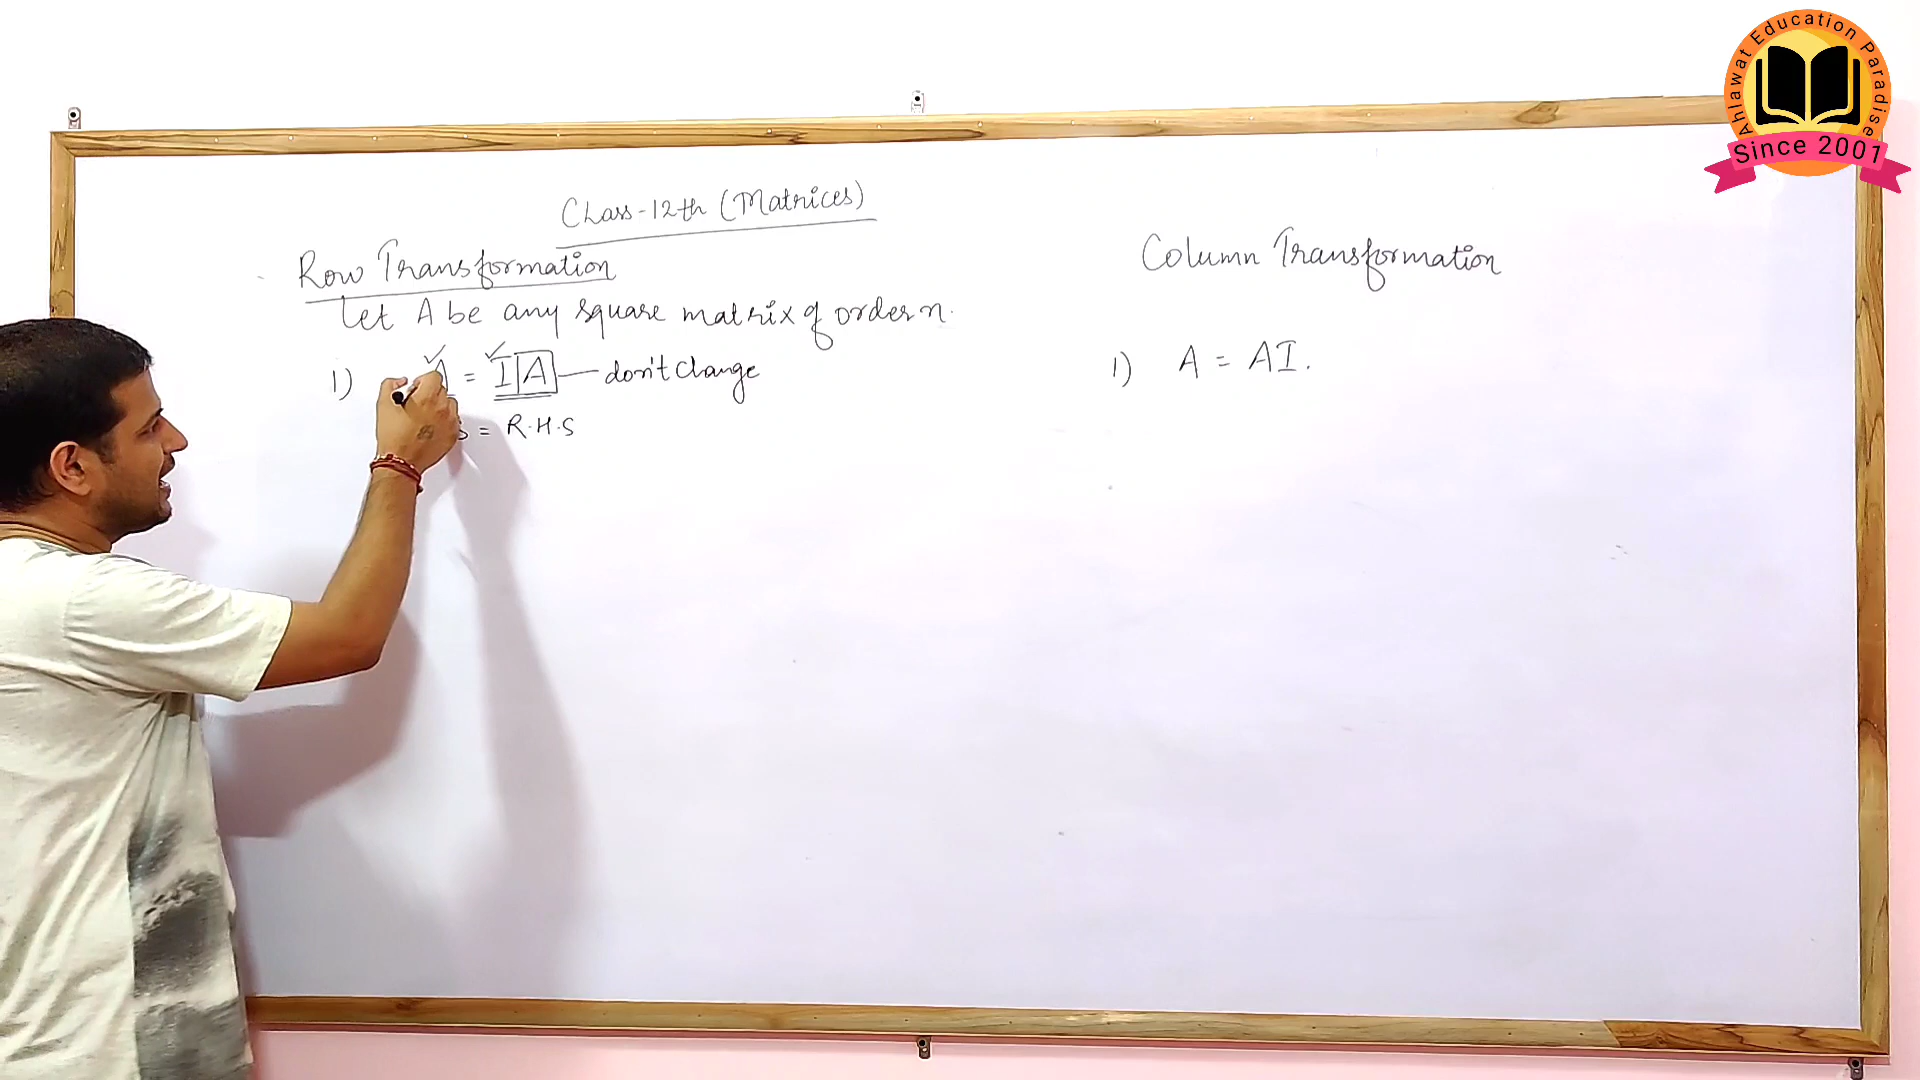 Ahlawat Education Paradise
Since 2001
Class-12th (Matrices)
Row Transformation
Let A be any square matrix of order n.
1) A = I A — don't change
S = R.H.S
Column Transformation
1) A = AI.